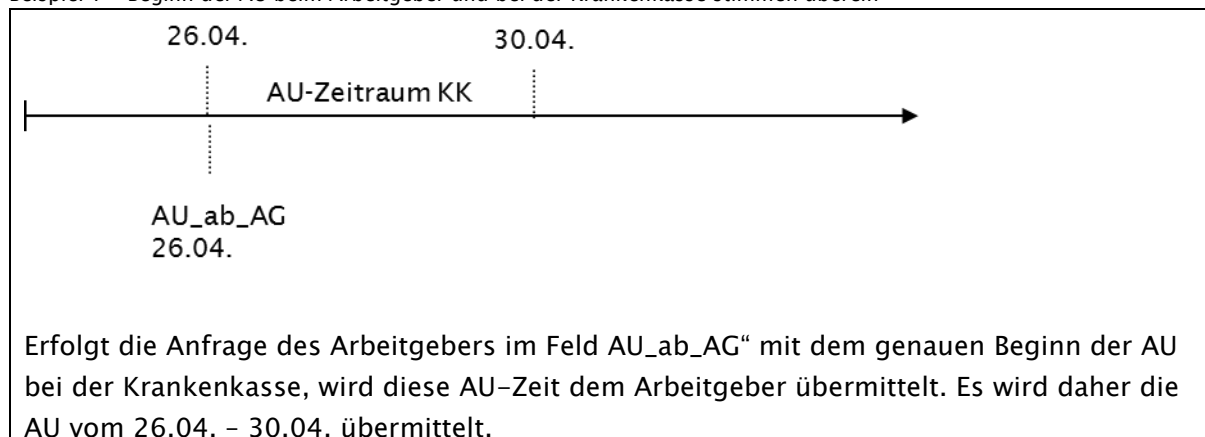 26.04.
30.04.
AU-Zeitraum KK
AU_ab_AG
26.04.
Erfolgt die Anfrage des Arbeitgebers im Feld AU_ab_AG“ mit dem genauen Beginn der AU
bei der Krankenkasse, wird diese AU-Zeit dem Arbeitgeber übermittelt. Es wird daher die
AU vom 26.04. – 30.04. übermittelt.